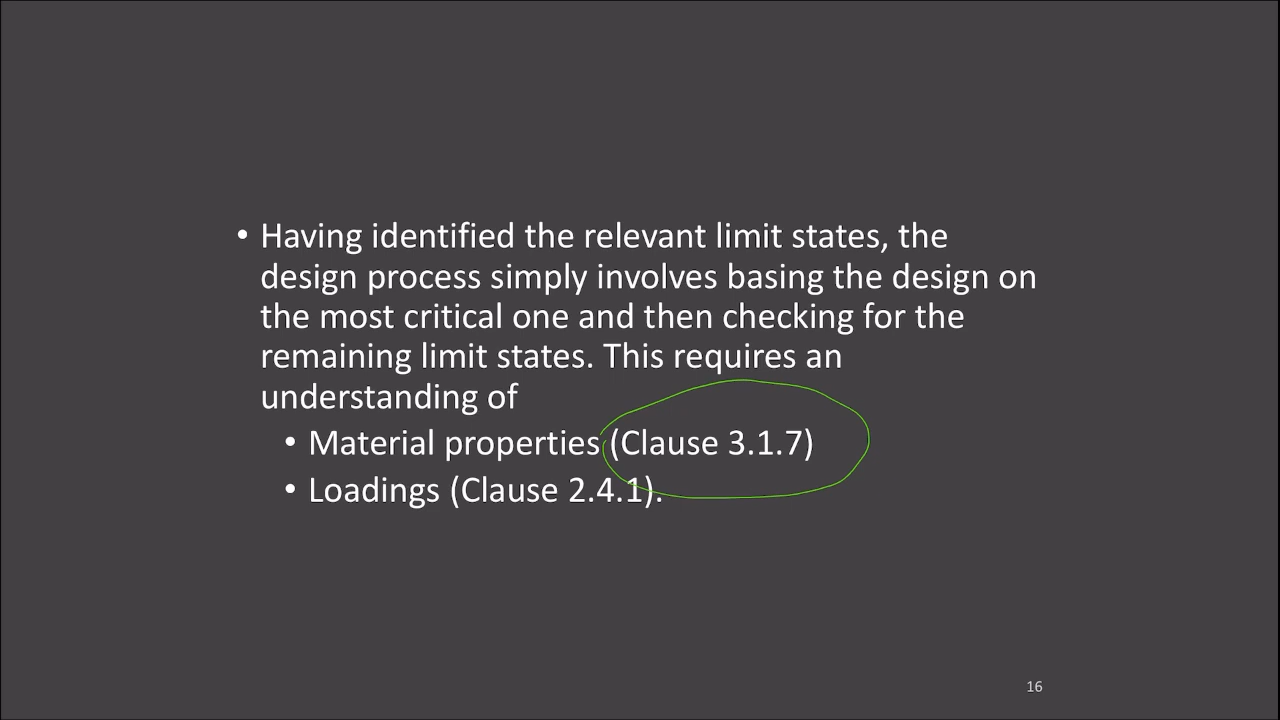 • Having identified the relevant limit states, the
design process simply involves basing the design on
the most critical one and then checking for the
remaining limit states. This requires an
understanding of
• Material properties (Clause 3.1.7)
• Loadings (Clause 2.4.1).
16